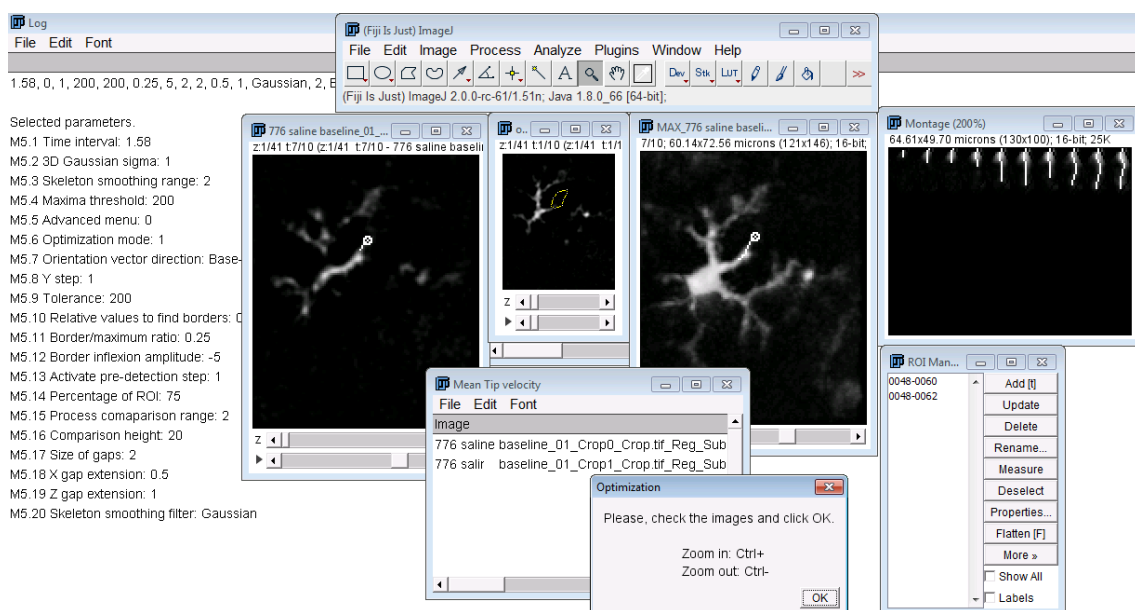 Log
File Edit Font
1.58, 0, 1, 200, 200, 0.25, 5, 2, 2, 0.5, 1, Gaussian, 2, E
Selected parameters.
M5.1 Time interval: 1.58
M5.2 3D Gaussian sigma: 1
M5.3 Skeleton smoothing range: 2
M5.4 Maxima threshold: 200
M5.5 Advanced menu: 0
M5.6 Optimization mode: 1
M5.7 Orientation vector direction: Base-
M5.8 Y step: 1
M5.9 Tolerance: 200
M5.10 Relative values to find borders: 0
M5.11 Border/maximum ratio: 0.25
M5.12 Border inflexion amplitude: -5
M5.13 Activate pre-detection step: 1
M5.14 Percentage of ROI: 75
M5.15 Process comaparison range: 2
M5.16 Comparison height: 20
M5.17 Size of gaps: 2
M5.18 X gap extension: 0.5
M5.19 Z gap extension: 1
M5.20 Skeleton smoothing filter: Gaussian
(Fiji Is Just) ImageJ
File Edit Image Process Analyze Plugins Window Help
A Dev Stk LUT >>
(Fiji Is Just) ImageJ 2.0.0-rc-61/1.51n; Java 1.8.0_66 [64-bit];
776 saline baseline_01_...
z:1/41 t:7/10 (z:1/41 t:7/10 - 776 saline baselin
Z
o..
z:1/41 t:1/10 (z:1/41 t:1/1
Z
MAX_776 saline baseli...
7/10; 60.14x72.56 microns (121x146); 16-bit;
Montage (200%)
64.61x49.70 microns (130x100); 16-bit; 25K
Mean Tip velocity
File Edit Font
Image
776 saline baseline_01_Crop0_Crop.tif_Reg_Sub
776 salir baseline_01_Crop1_Crop.tif_Reg_Sub
Optimization
Please, check the images and click OK.
Zoom in: Ctrl+
Zoom out: Ctrl-
OK
ROI Man...
0048-0060
0048-0062
Add [t]
Update
Delete
Rename...
Measure
Deselect
Properties...
Flatten [F]
More »
Show All
Labels